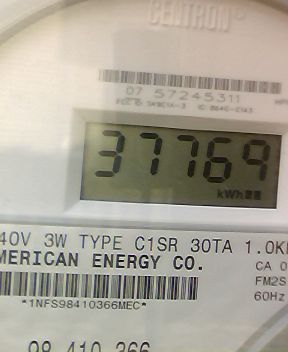 CENTRON®
07 57245311
37769
kWh
40V 3W TYPE C1SR 30TA 1.0K
MERICAN ENERGY CO.
CA 0
FM2S
60Hz
*1NFS98410366MEC*
98 410 366